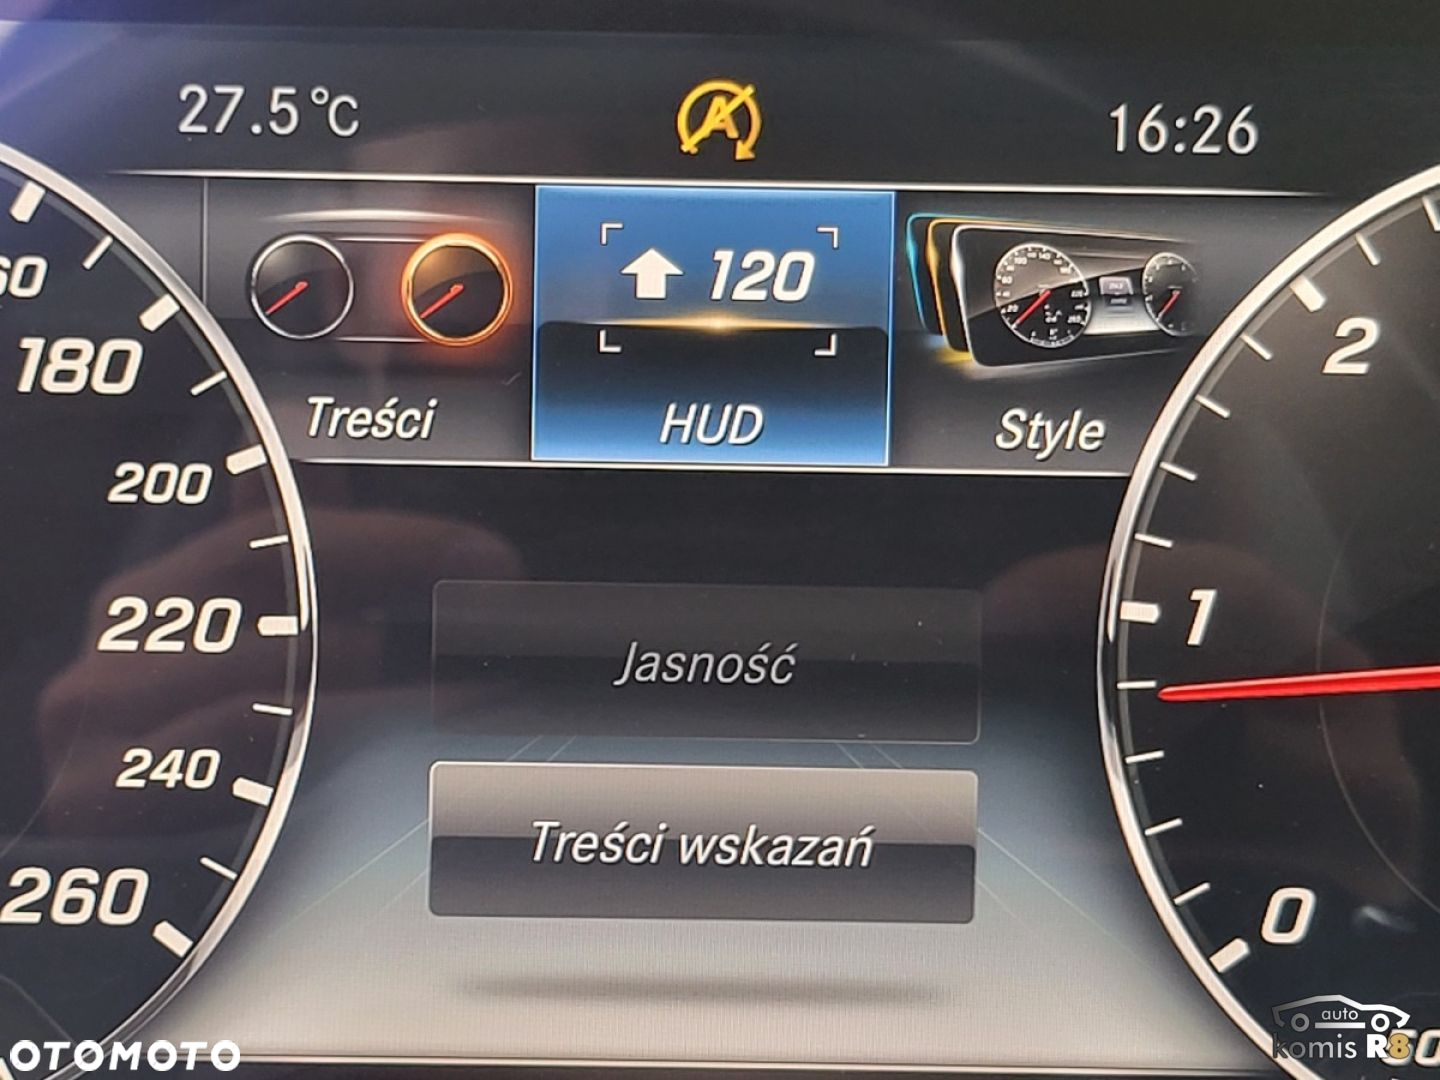 27.5°C
16:26
120
Treści
HUD
Style
60
180
200
220
240
260
Jasność
Treści wskazań
2
1
0
OTOMOTO
auto
komis R8